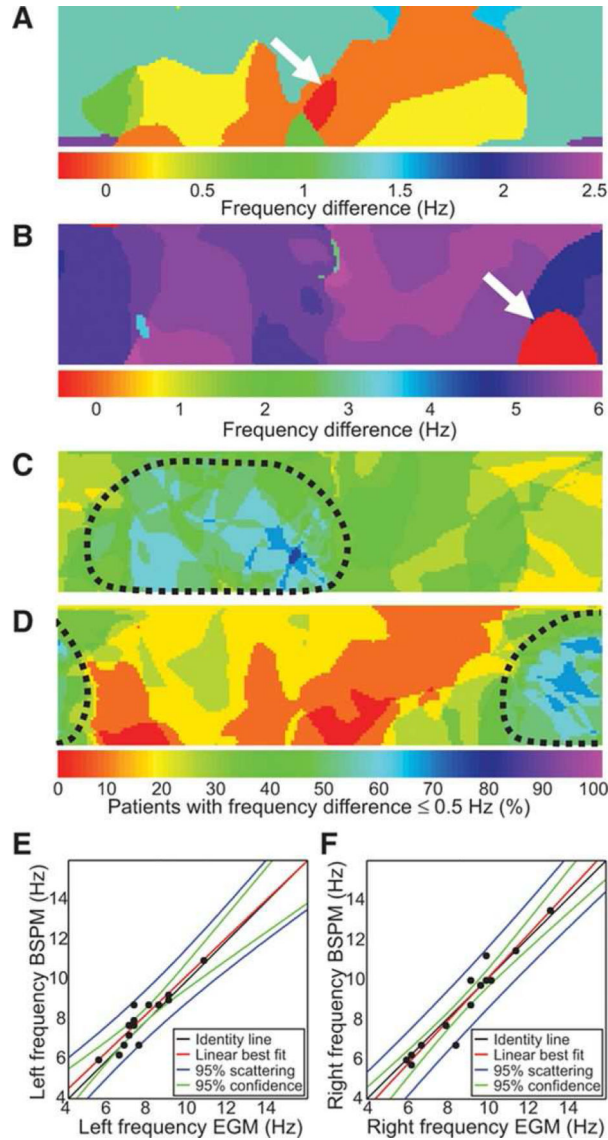 A
0 0.5 1 1.5 2 2.5
Frequency difference (Hz)
B
0 1 2 3 4 5 6
Frequency difference (Hz)
C
D
0 10 20 30 40 50 60 70 80 90 100
Patients with frequency difference ≤ 0.5 Hz (%)
E
Left frequency BSPM (Hz)
14
12
10
8
6
4
4 6 8 10 12 14
Left frequency EGM (Hz)
Identity line
Linear best fit
95% scattering
95% confidence
F
Right frequency BSPM (Hz)
14
12
10
8
6
4
4 6 8 10 12 14
Right frequency EGM (Hz)
Identity line
Linear best fit
95% scattering
95% confidence